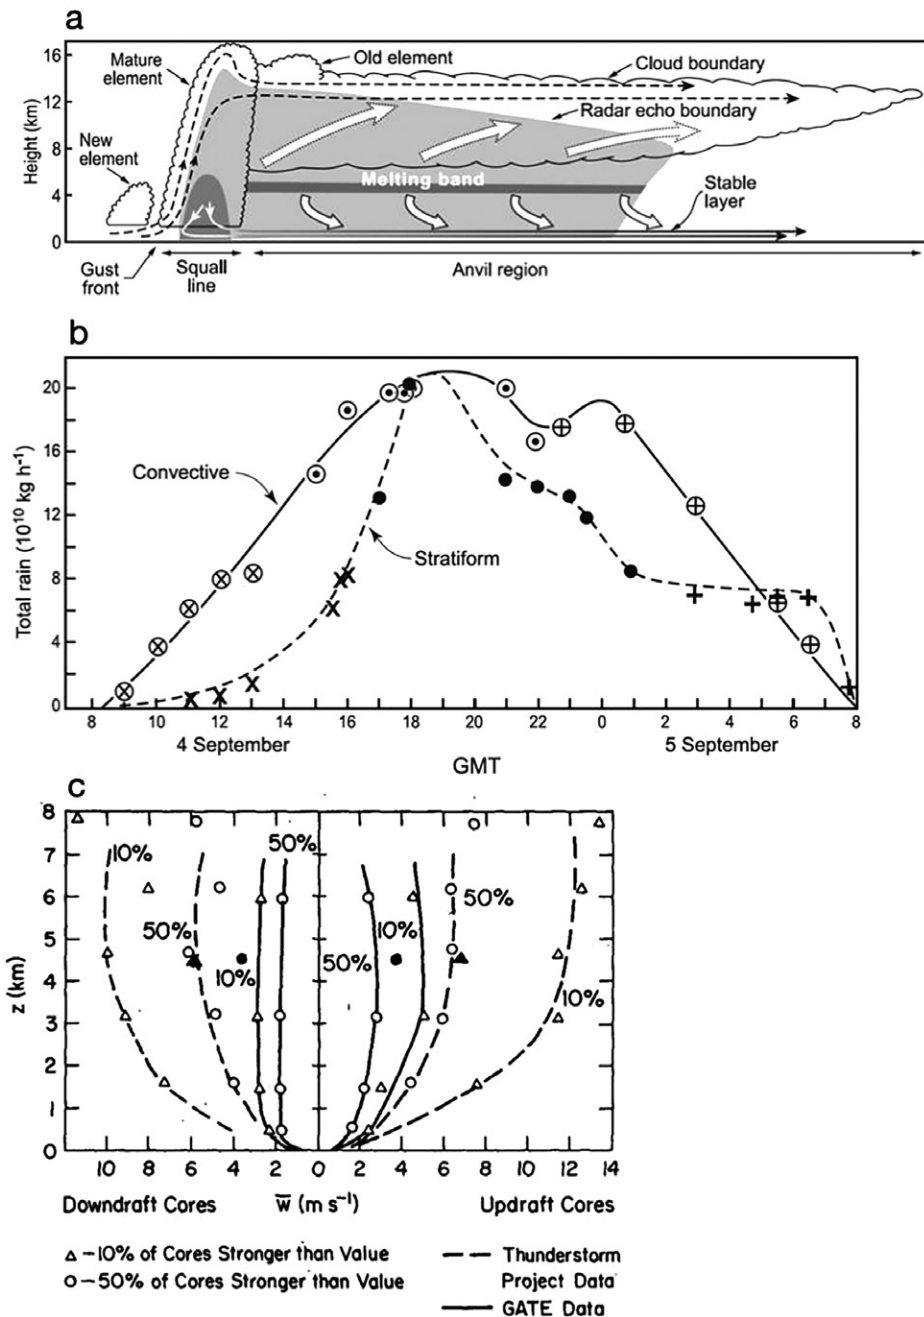 a
Old element
Mature element
Cloud boundary
New element
Radar echo boundary
Melting band
Stable layer
Height (km)
16
12
8
4
0
Gust front
Squall line
Anvil region
b
Total rain (10¹⁰ kg h⁻¹)
20
16
12
8
4
0
Convective
Stratiform
8 10 12 14 16 18 20 22 0 2 4 6 8
4 September 5 September
GMT
c
z (km)
8
7
6
5
4
3
2
1
0
10% 50% 50% 10% 50% 10% 50% 10%
10 8 6 4 2 0 2 4 6 8 10 12 14
Downdraft Cores w̄ (m s⁻¹) Updraft Cores
△ – 10% of Cores Stronger than Value
○ – 50% of Cores Stronger than Value
Thunderstorm
Project Data
GATE Data